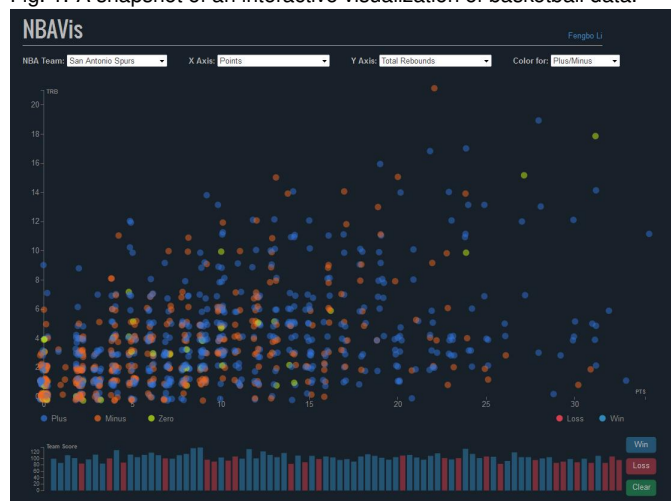 Fig. 1. A snapshot of an interactive visualization of basketball data.
NBAVis
Fengbo Li
NBA Team: San Antonio Spurs X Axis: Points Y Axis: Total Rebounds Color for: Plus/Minus
TRB
20
18
16
14
12
10
8
6
4
2
0
PTS
0 5 10 15 20 25 30
Plus Minus Zero Loss Win
Team Score
120
100
80
60
40
20
0
Win
Loss
Clear